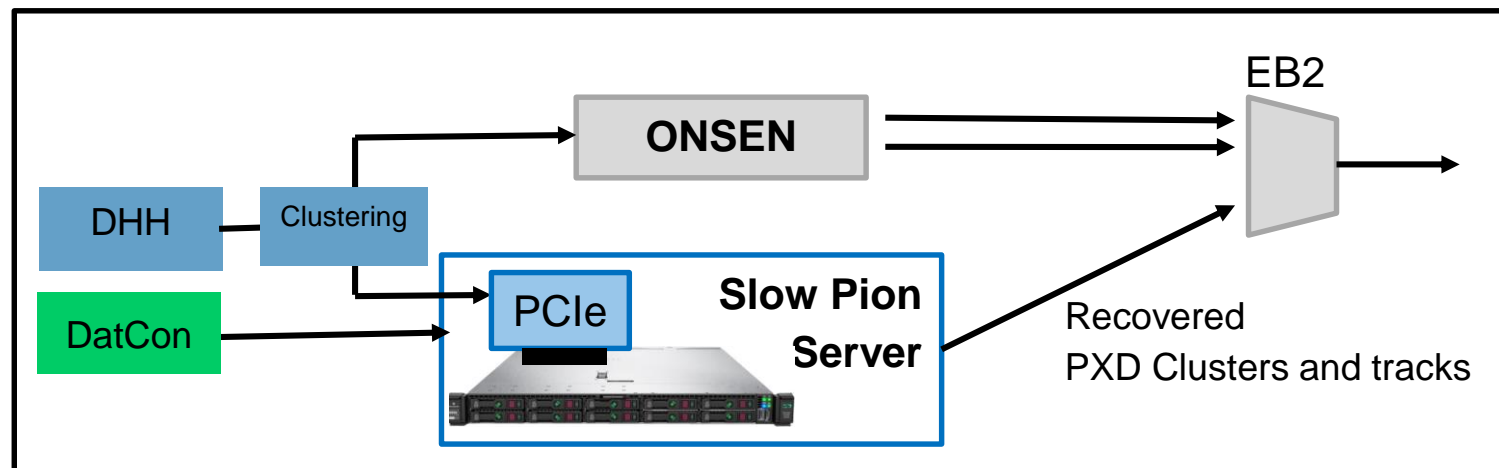 EB2
ONSEN
DHH
Clustering
PCIe
Slow Pion
Server
DatCon
Recovered
PXD Clusters and tracks